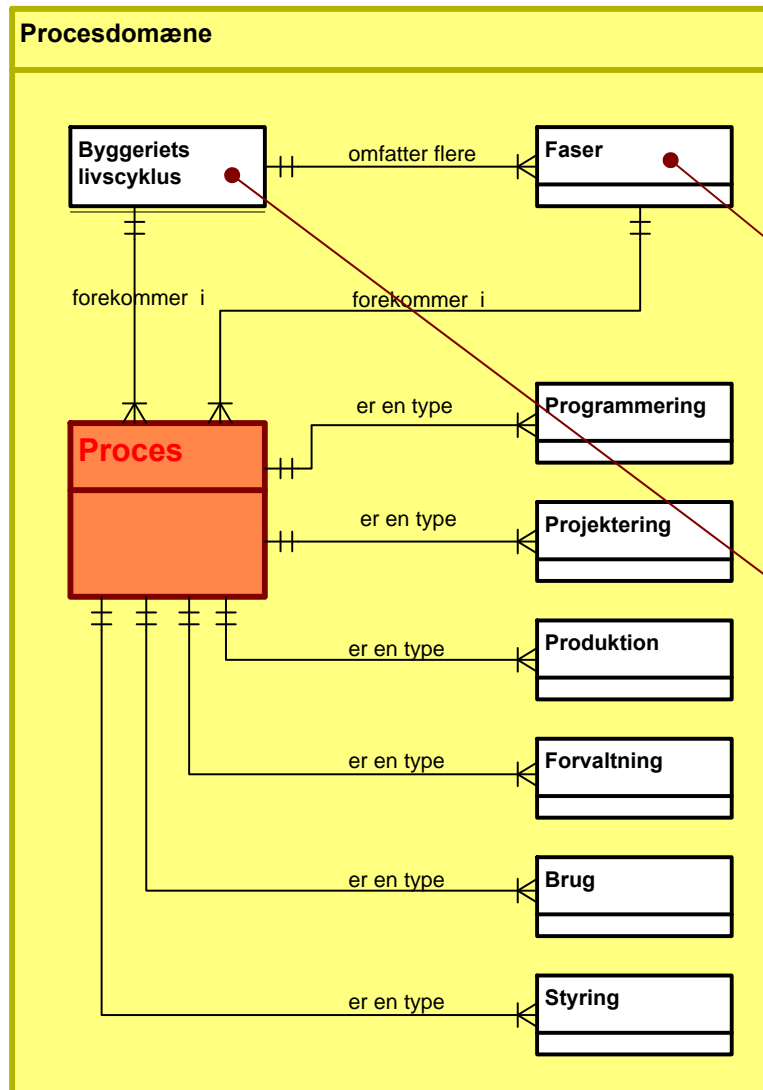 Procesdomæne
Byggeriets
livscyklus
omfatter flere
Faser
forekommer i
forekommer i
Proces
er en type
Programmering
er en type
Projektering
er en type
Produktion
er en type
Forvaltning
er en type
Brug
er en type
Styring